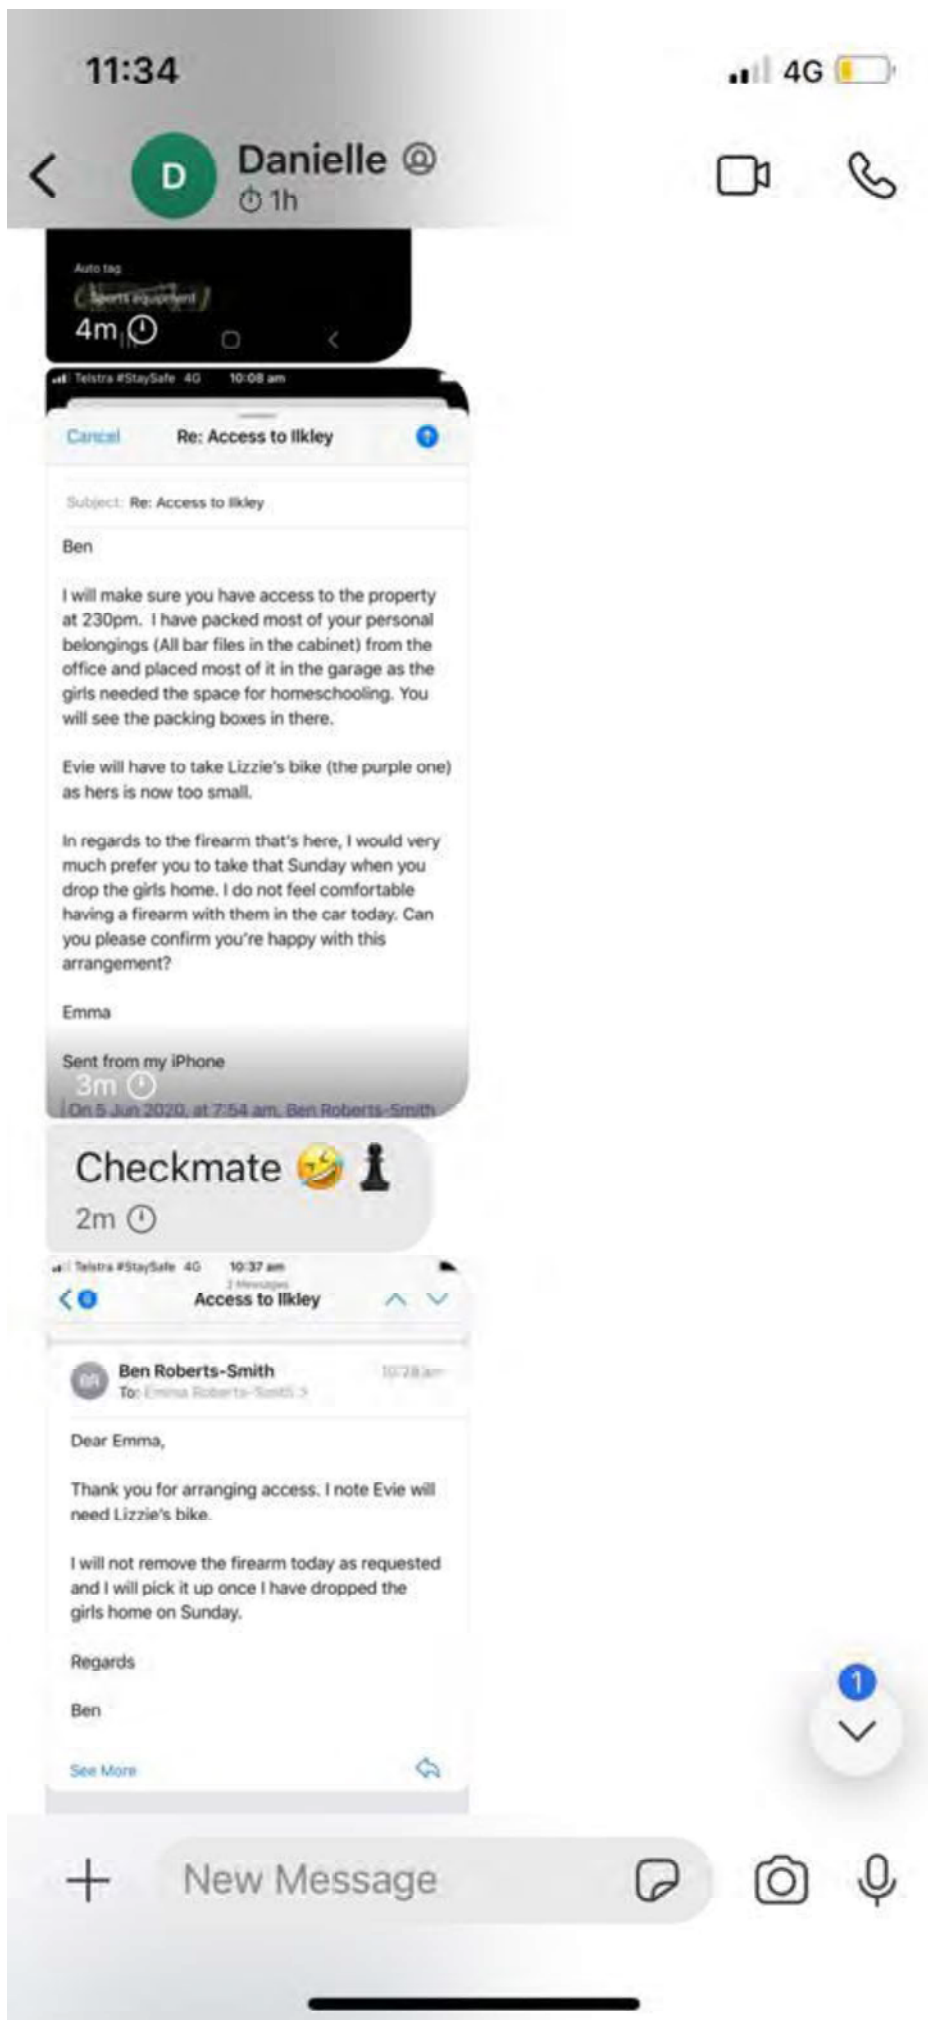 11:34
4G
D
Danielle
1h
Auto tag
Sports equipment
4m
Telstra #StaySafe 4G 10:08 am
Cancel Re: Access to Ilkley
Subject: Re: Access to Ilkley
Ben
I will make sure you have access to the property
at 230pm. I have packed most of your personal
belongings (All bar files in the cabinet) from the
office and placed most of it in the garage as the
girls needed the space for homeschooling. You
will see the packing boxes in there.
Evie will have to take Lizzie's bike (the purple one)
as hers is now too small.
In regards to the firearm that's here, I would very
much prefer you to take that Sunday when you
drop the girls home. I do not feel comfortable
having a firearm with them in the car today. Can
you please confirm you're happy with this
arrangement?
Emma
Sent from my iPhone
3m
On 5 Jun 2020, at 7:54 am, Ben Roberts-Smith
Checkmate 🤣 ♟️
2m
Telstra #StaySafe 4G 10:37 am
2 Messages
Access to Ilkley
Ben Roberts-Smith 10:28 am
To: Emma Roberts-Smith >
Dear Emma,
Thank you for arranging access. I note Evie will
need Lizzie's bike.
I will not remove the firearm today as requested
and I will pick it up once I have dropped the
girls home on Sunday.
Regards
Ben
See More
1
New Message